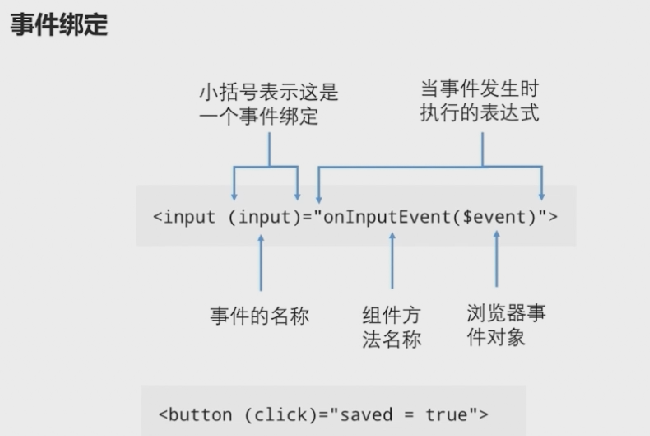 事件绑定
小括号表示这是
一个事件绑定
当事件发生时
执行的表达式
<input (input)="onInputEvent($event)">
事件的名称
组件方
法名称
浏览器事
件对象
<button (click)="saved = true">